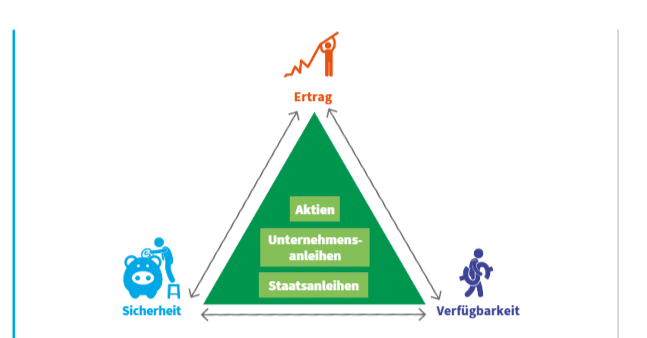 Ertrag
Aktien
Unternehmens-
anleihen
Staatsanleihen
Sicherheit
Verfügbarkeit